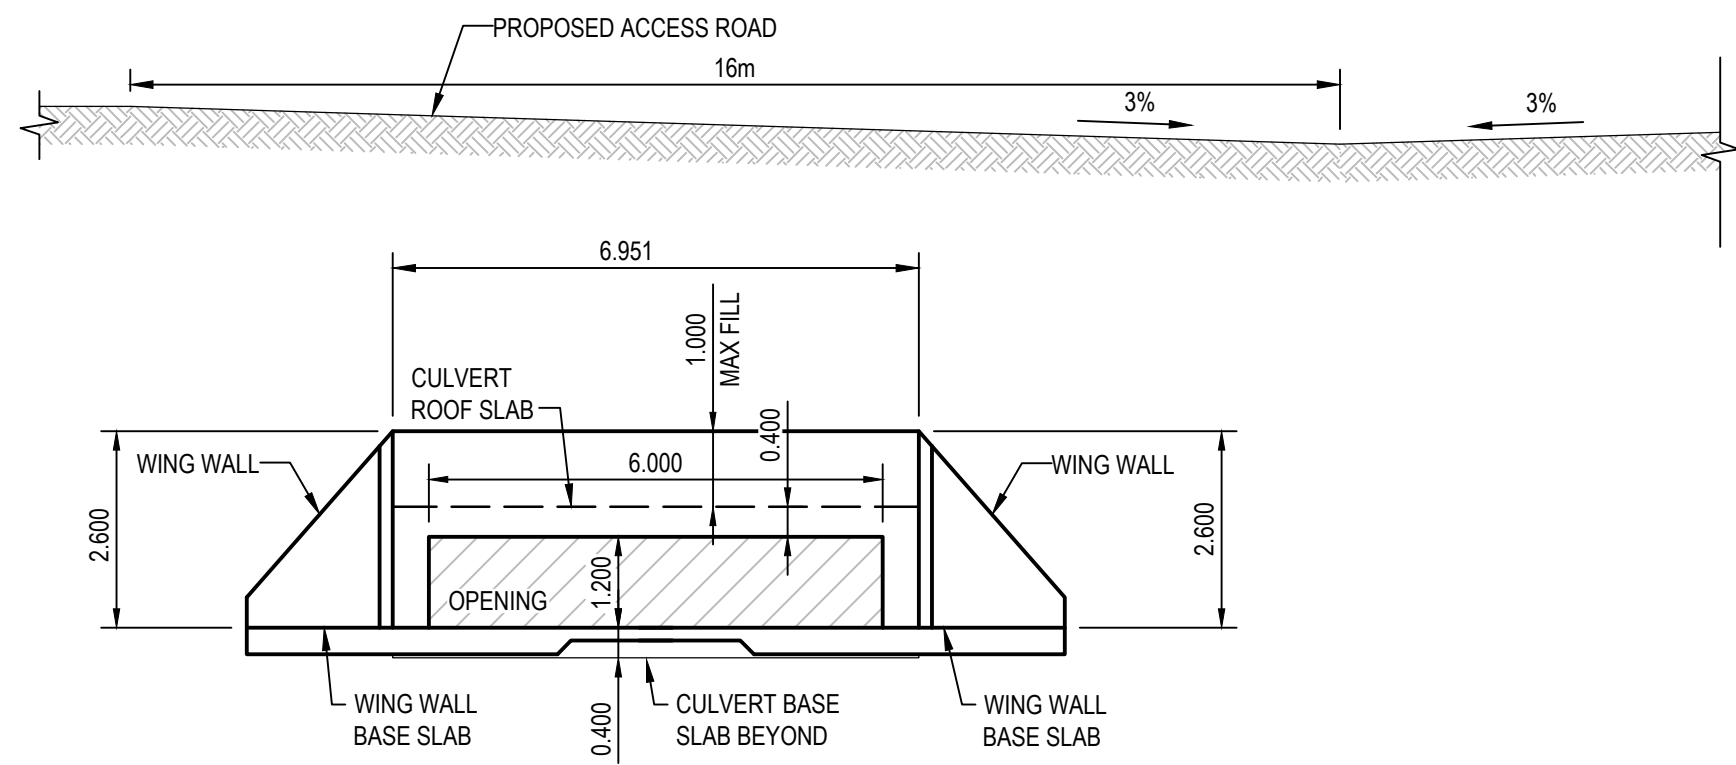 PROPOSED ACCESS ROAD
16m
3%
3%
6.951
1.000
MAX FILL
CULVERT
ROOF SLAB
0.400
WING WALL
6.000
WING WALL
2.600
2.600
1.200
OPENING
WING WALL
BASE SLAB
0.400
CULVERT BASE
SLAB BEYOND
WING WALL
BASE SLAB